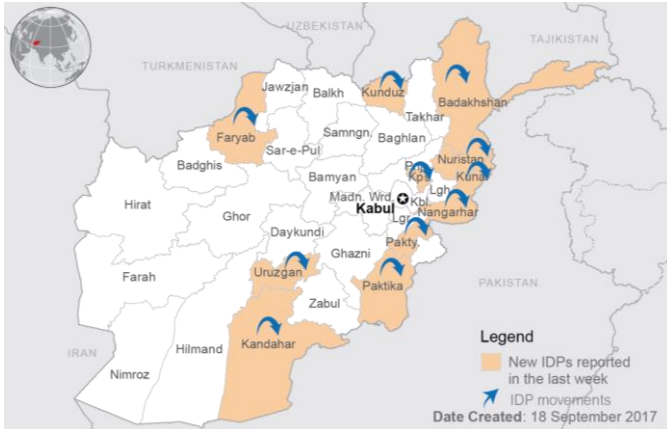 UZBEKISTAN
TAJIKISTAN
TURKMENISTAN
Jawzjan
Balkh
Kunduz
Badakhshan
Takhar
Faryab
Samngn.
Baghlan
Sar-e-Pul
Badghis
Nuristan
Bamyan
Kps.
Kunar
Hirat
Madn. Wrd.
Lgh.
Kabul
Kbl.
Nangarhar
Ghor
Lgr.
Daykundi
Pakty.
Ghazni
Farah
Uruzgan
Paktika
PAKISTAN
Zabul
Kandahar
Legend
IRAN
Hilmand
Nimroz
New IDPs reported
in the last week
IDP movements
Date Created: 18 September 2017